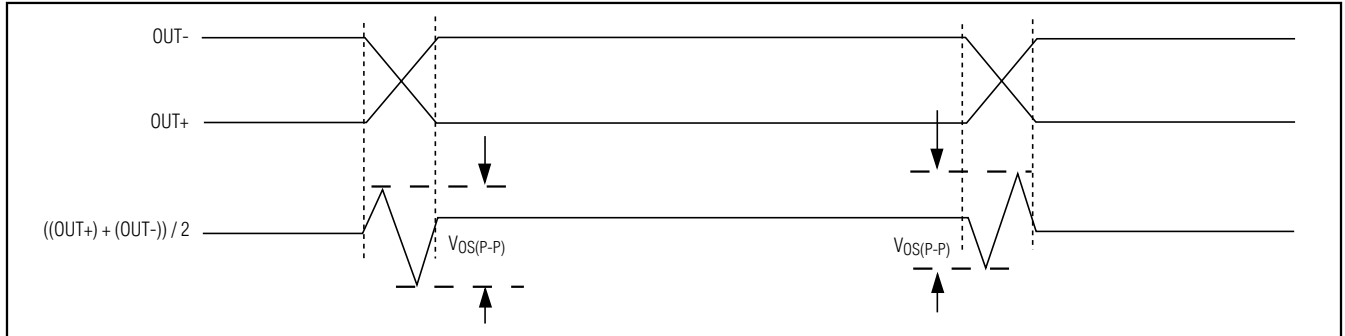 OUT-
OUT+
((OUT+) + (OUT-)) / 2
VOS(P-P)
VOS(P-P)